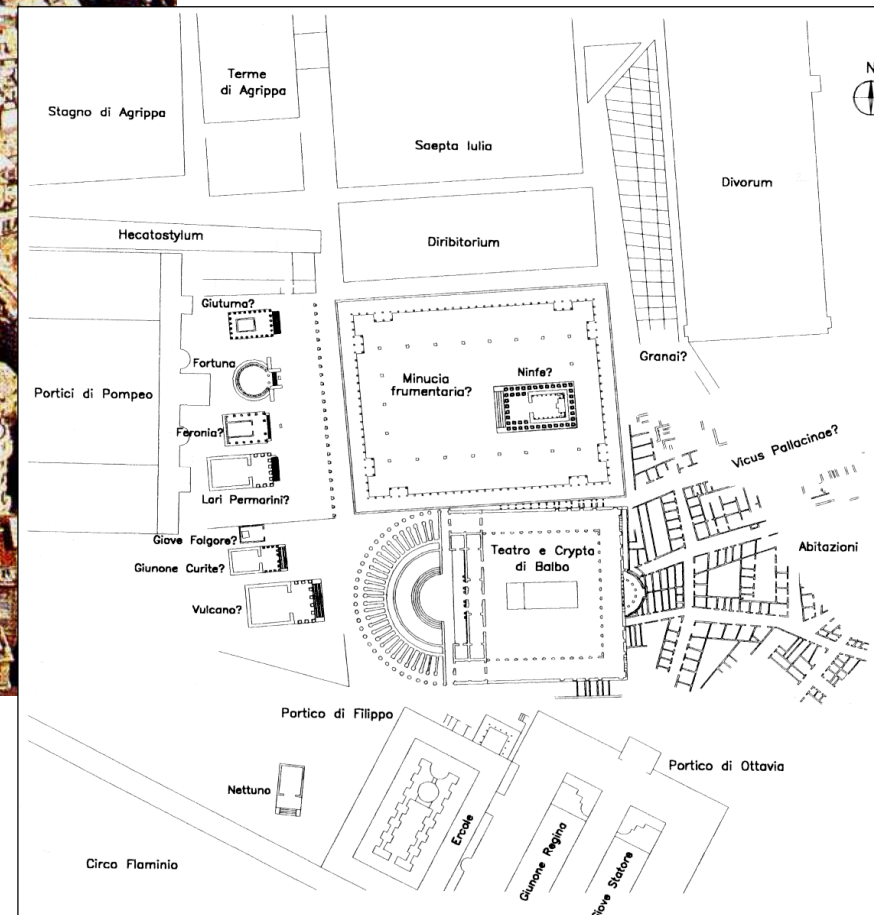 N
Terme
di Agrippa
Stagno di Agrippa
Saepta Iulia
Divorum
Hecatostylum
Diribitorium
Giuturna?
Fortuna
Ninfe?
Granai?
Portici di Pompeo
Minucia
frumentaria?
Feronia?
Vicus Pallacinae?
Lari Permarini?
Giove Folgore?
Teatro e Crypta
di Balbo
Abitazioni
Giunone Curite?
Vulcano?
Portico di Filippo
Portico di Ottavia
Nettuno
Ercole
Giunone Regina
Giove Statore
Circo Flaminio